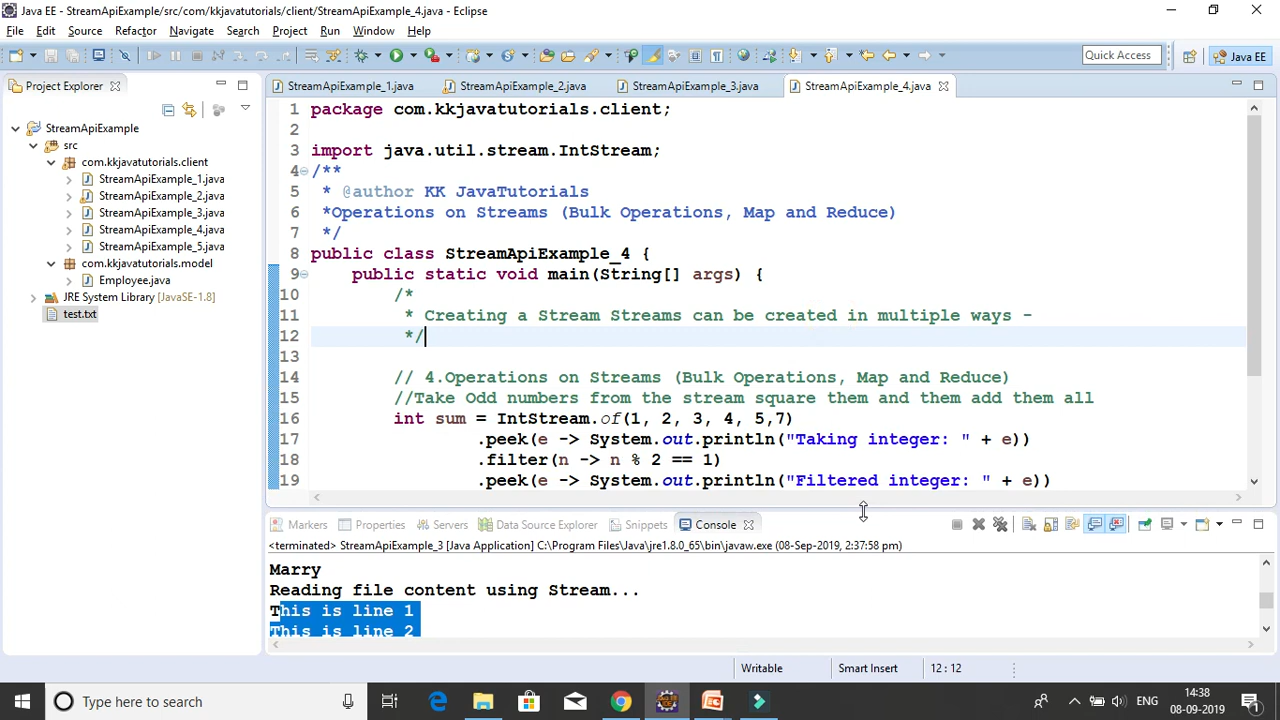 Java EE - StreamApiExample/src/com/kkjavatutorials/client/StreamApiExample_4.java - Eclipse
File Edit Source Refactor Navigate Search Project Run Window Help
Quick Access
Java EE
Project Explorer
StreamApiExample_1.java
StreamApiExample_2.java
StreamApiExample_3.java
StreamApiExample_4.java
StreamApiExample
src
com.kkjavatutorials.client
StreamApiExample_1.java
StreamApiExample_2.java
StreamApiExample_3.java
StreamApiExample_4.java
StreamApiExample_5.java
com.kkjavatutorials.model
Employee.java
JRE System Library [JavaSE-1.8]
test.txt
1 package com.kkjavatutorials.client;
2
3 import java.util.stream.IntStream;
4 /**
5 * @author KK JavaTutorials
6 *Operations on Streams (Bulk Operations, Map and Reduce)
7 */
8 public class StreamApiExample_4 {
9 public static void main(String[] args) {
10 /*
11 * Creating a Stream Streams can be created in multiple ways -
12 */
13
14 // 4.Operations on Streams (Bulk Operations, Map and Reduce)
15 //Take Odd numbers from the stream square them and them add them all
16 int sum = IntStream.of(1, 2, 3, 4, 5,7)
17 .peek(e -> System.out.println("Taking integer: " + e))
18 .filter(n -> n % 2 == 1)
19 .peek(e -> System.out.println("Filtered integer: " + e))
Markers Properties Servers Data Source Explorer Snippets Console
<terminated> StreamApiExample_3 [Java Application] C:\Program Files\Java\jre1.8.0_65\bin\javaw.exe (08-Sep-2019, 2:37:58 pm)
Marry
Reading file content using Stream...
This is line 1
This is line 2
Writable Smart Insert 12 : 12
Type here to search
ENG
14:38
08-09-2019
1